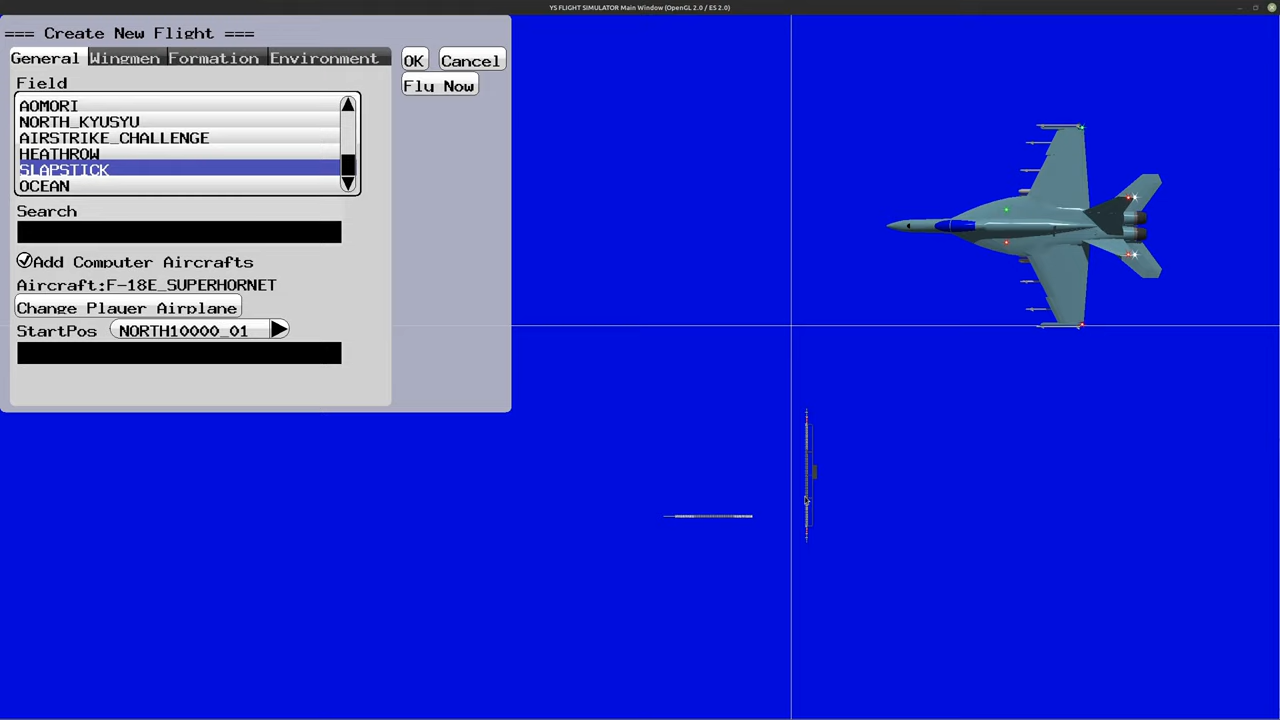 YS FLIGHT SIMULATOR Main Window (OpenGL 2.0 / ES 2.0)
=== Create New Flight ===
General Wingmen Formation Environment
OK Cancel
Fly Now
Field
AOMORI
NORTH_KYUSYU
AIRSTRIKE_CHALLENGE
HEATHROW
SLAPSTICK
OCEAN
Search
Add Computer Aircrafts
Aircraft:F-18E_SUPERHORNET
Change Player Airplane
StartPos NORTH10000_01